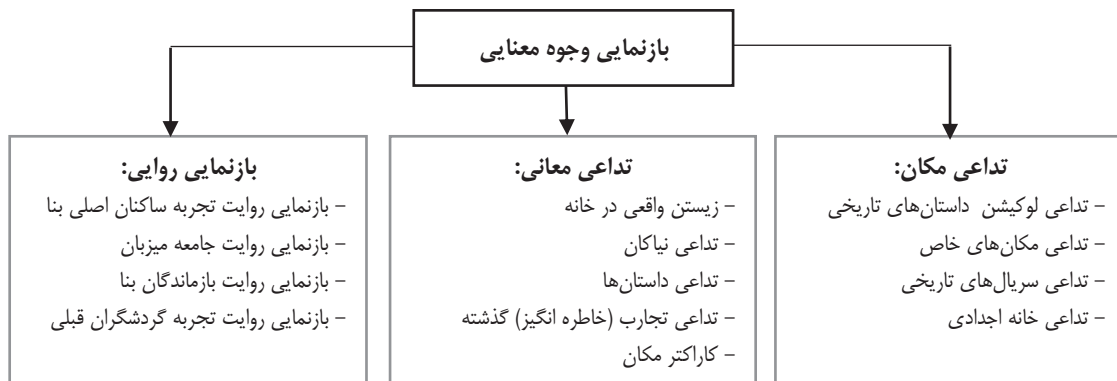 بازنمایی وجوه معنایی
تداعی مکان:
– تداعی لوکیشن داستان‌های تاریخی
– تداعی مکان‌های خاص
– تداعی سریال‌های تاریخی
– تداعی خانه اجدادی
تداعی معانی:
– زیستن واقعی در خانه
– تداعی نیاکان
– تداعی داستان‌ها
– تداعی تجارب (خاطره انگیز) گذشته
– کاراکتر مکان
بازنمایی روایی:
– بازنمایی روایت تجربه ساکنان اصلی بنا
– بازنمایی روایت جامعه میزبان
– بازنمایی روایت بازماندگان بنا
– بازنمایی روایت تجربه گردشگران قبلی